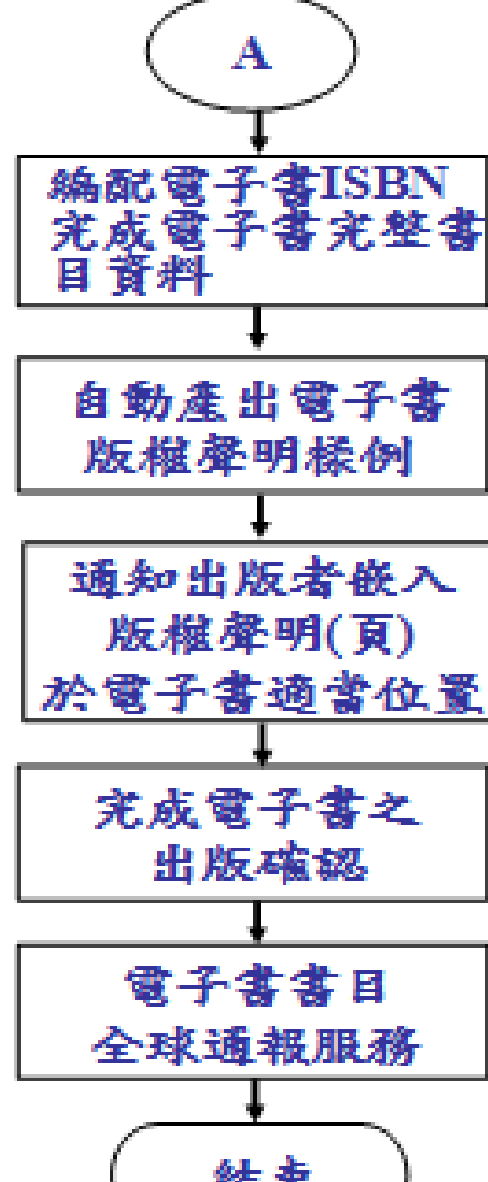 A
編配電子書ISBN
完成電子書完整書
目資料
自動產出電子書
版權聲明樣例
通知出版者嵌入
版權聲明(頁)
於電子書適當位置
完成電子書之
出版確認
電子書書目
全球通報服務
結束